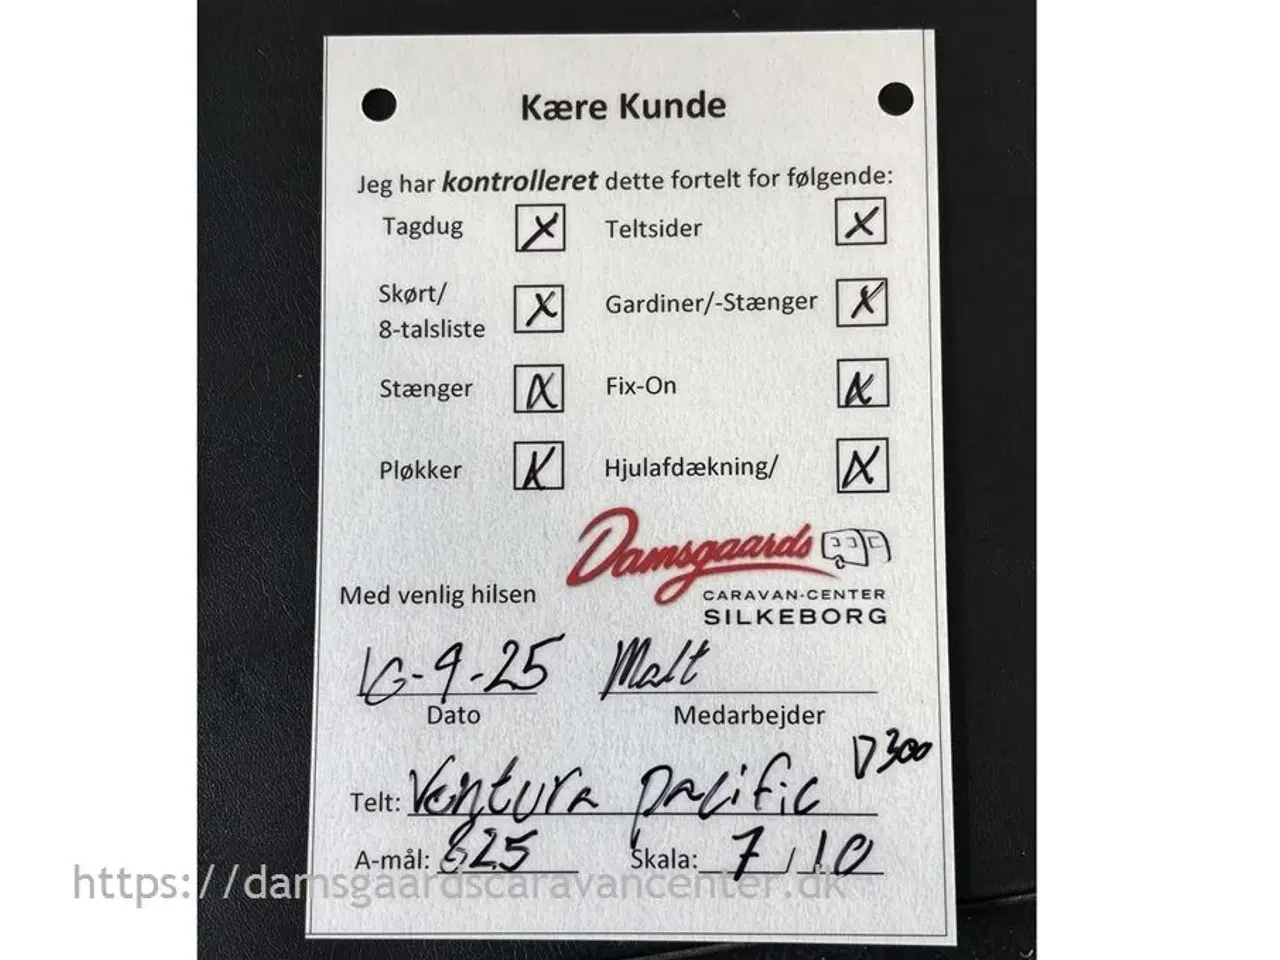 Kære Kunde
Jeg har kontrolleret dette fortelt for følgende:
Tagdug X Teltsider X
Skørt/
8-talsliste X Gardiner/-Stænger X
Stænger X Fix-On X
Pløkker X Hjulafdækning/ X
Damsgaards
CARAVAN-CENTER
Med venlig hilsen SILKEBORG
16-9-25 Malt
Dato Medarbejder
D300
Telt: Ventura pacific
A-mål: 825 Skala: 7/10
https://damsgaardscaravancenter.dk